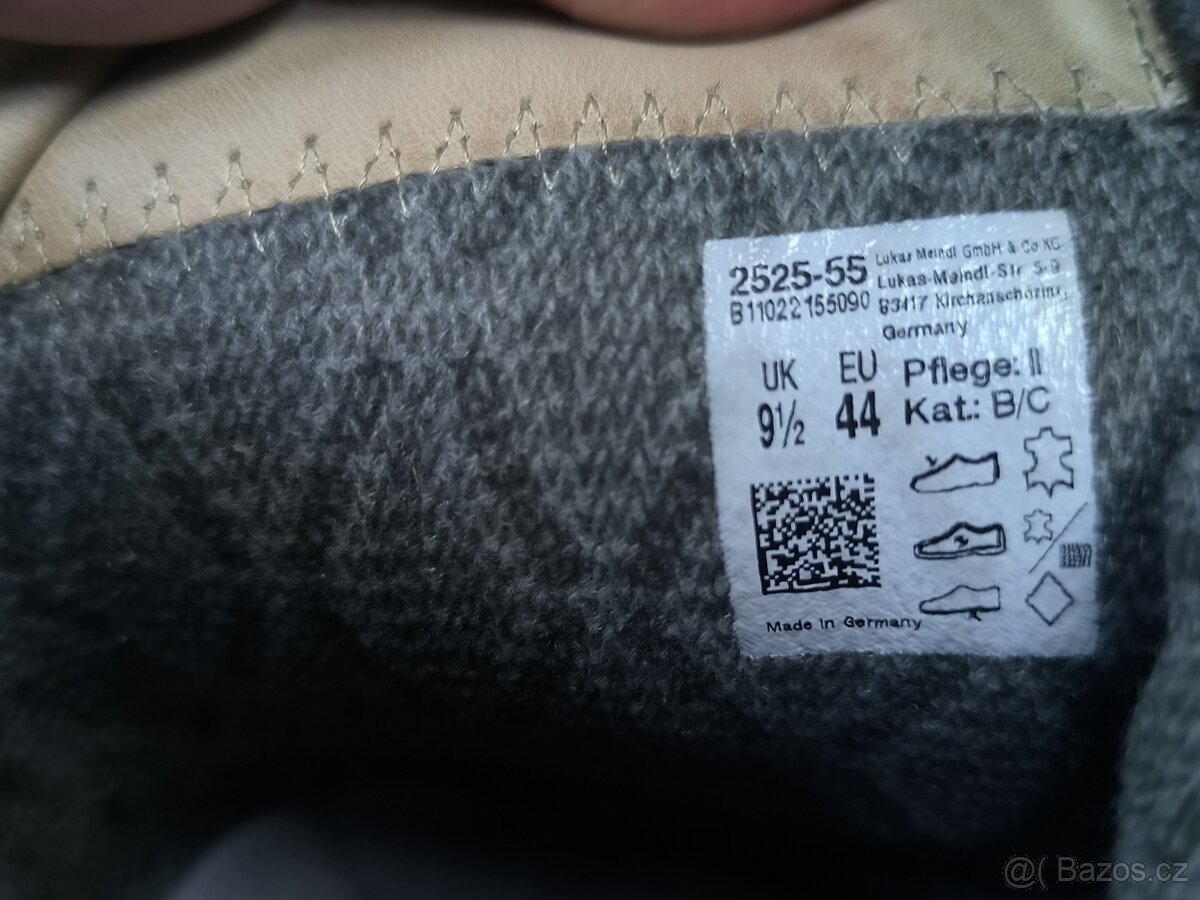 2525-55
B11022155090
Lukas Meindl GmbH & Co KG
Lukas-Meindl-Str. 5-9
83417 Kirchanschöring
Germany
UK EU
9½ 44
Pflege: II
Kat.: B/C
Made in Germany
@( Bazos.cz